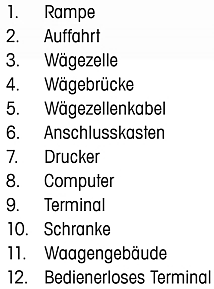 1. Rampe
2. Auffahrt
3. Wägezelle
4. Wägebrücke
5. Wägezellenkabel
6. Anschlusskasten
7. Drucker
8. Computer
9. Terminal
10. Schranke
11. Waagengebäude
12. Bedienerloses Terminal